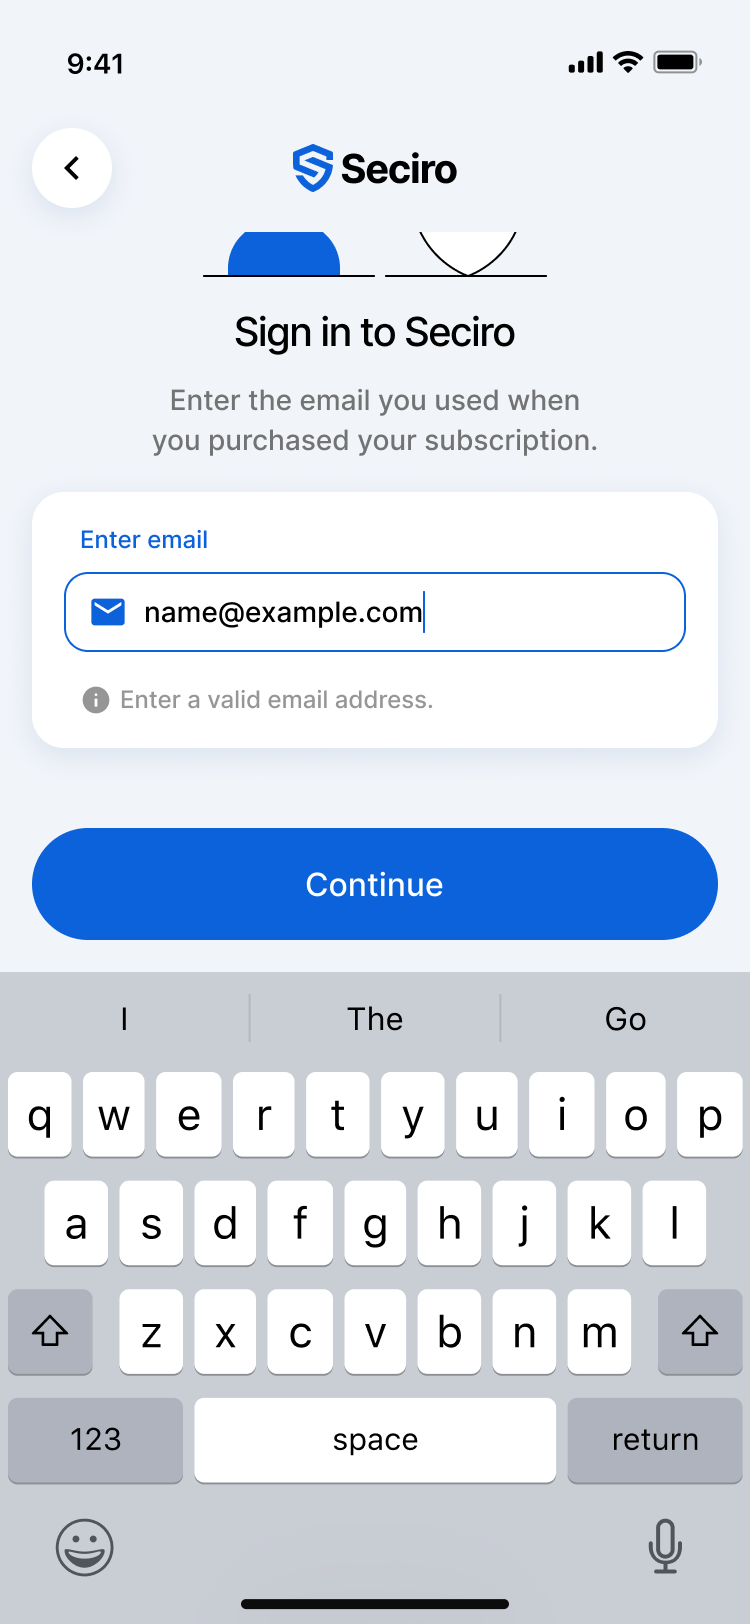 9:41
Seciro
Sign in to Seciro
Enter the email you used when
you purchased your subscription.
Enter email
name@example.com
Enter a valid email address.
Continue
I The Go
q w e r t y u i o p
a s d f g h j k l
z x c v b n m
123 space return